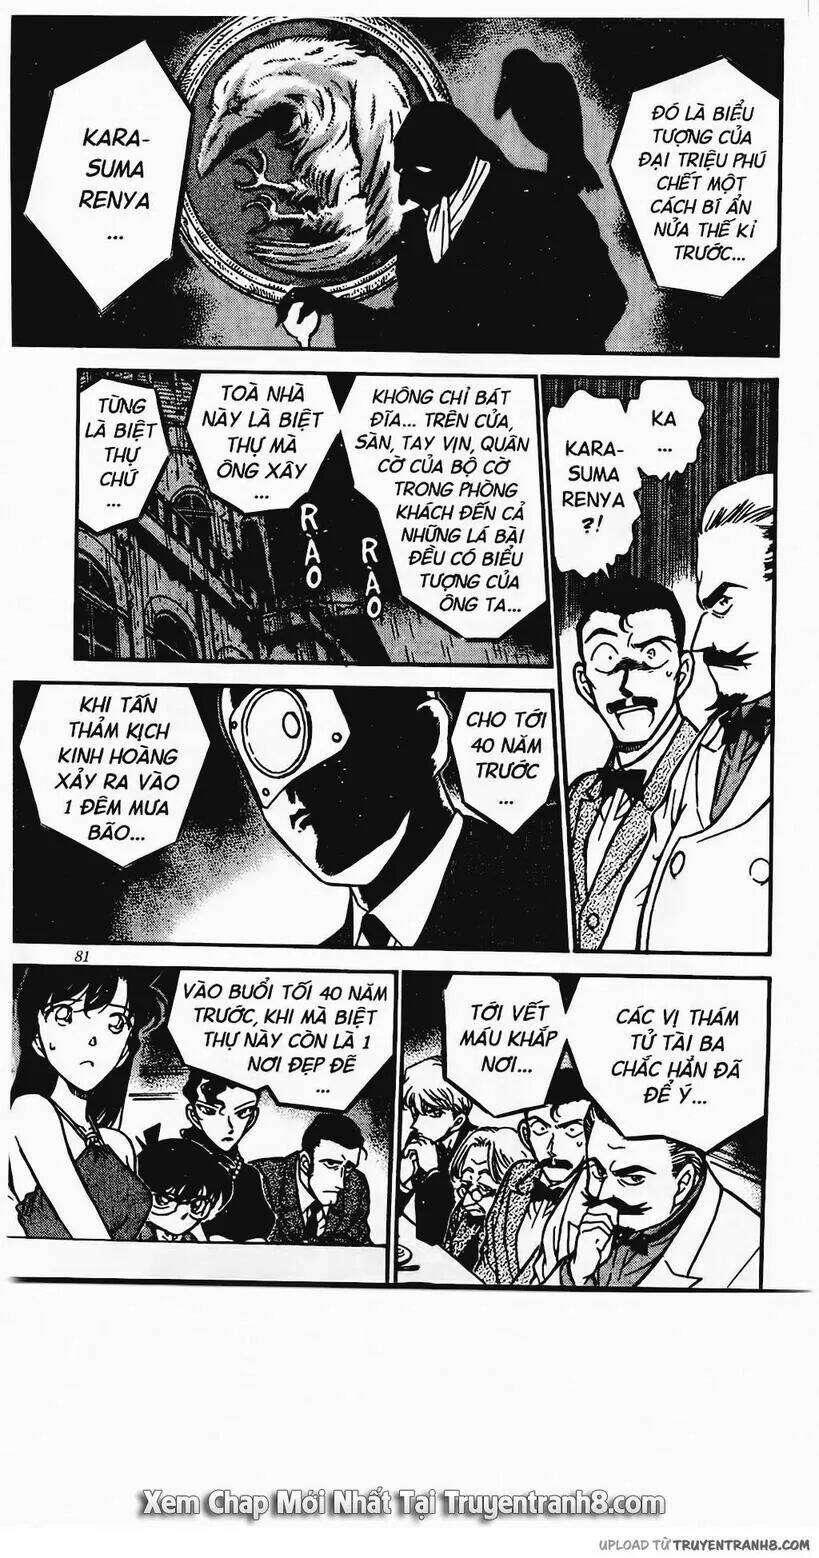 ĐÓ LÀ BIỂU
TƯỢNG CỦA
ĐẠI TRIỆU PHÚ
CHẾT MỘT
CÁCH BÍ ẨN
NỬA THẾ KỈ
TRƯỚC...
KARA-
SUMA
RENYA
...
KA
...
KARA-
SUMA
RENYA
?!
KHÔNG CHỈ BÁT
ĐĨA... TRÊN CỬA,
SÀN, TAY VỊN, QUÂN
CỜ CỦA BỘ CỜ
TRONG PHÒNG
KHÁCH ĐẾN CẢ
NHỮNG LÁ BÀI
ĐỀU CÓ BIỂU
TƯỢNG CỦA
ÔNG TA...
TOÀ NHÀ
NÀY LÀ BIỆT
THỰ MÀ
ÔNG XÂY
...
TỪNG
LÀ BIỆT
THỰ
CHỨ
...
RÀO
RÀO
CHO TỚI
40 NĂM
TRƯỚC
...
KHI TẤN
THẢM KỊCH
KINH HOÀNG
XẢY RA VÀO
1 ĐÊM MƯA
BÃO...
81
CÁC VỊ THÁM
TỬ TÀI BA
CHẮC HẲN ĐÃ
ĐỂ Ý...
TỚI VẾT
MÁU KHẮP
NƠI...
VÀO BUỔI TỐI 40 NĂM
TRƯỚC, KHI MÀ BIỆT
THỰ NÀY CÒN LÀ 1
NƠI ĐẸP ĐẼ
...
Xem Chap Mới Nhất Tại Truyentranh8.com
UPLOAD TỪ TRUYENTRANH8.COM